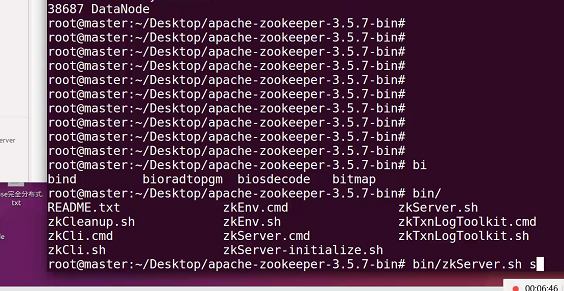 38687 DataNode
root@master:~/Desktop/apache-zookeeper-3.5.7-bin#
root@master:~/Desktop/apache-zookeeper-3.5.7-bin#
root@master:~/Desktop/apache-zookeeper-3.5.7-bin#
root@master:~/Desktop/apache-zookeeper-3.5.7-bin#
root@master:~/Desktop/apache-zookeeper-3.5.7-bin#
root@master:~/Desktop/apache-zookeeper-3.5.7-bin#
root@master:~/Desktop/apache-zookeeper-3.5.7-bin#
root@master:~/Desktop/apache-zookeeper-3.5.7-bin#
root@master:~/Desktop/apache-zookeeper-3.5.7-bin#
root@master:~/Desktop/apache-zookeeper-3.5.7-bin# bi
bind bioradtopgm biosdecode bitmap
root@master:~/Desktop/apache-zookeeper-3.5.7-bin# bin/
README.txt zkEnv.cmd zkServer.sh
zkCleanup.sh zkEnv.sh zkTxnLogToolkit.cmd
zkCli.cmd zkServer.cmd zkTxnLogToolkit.sh
zkCli.sh zkServer-initialize.sh
root@master:~/Desktop/apache-zookeeper-3.5.7-bin# bin/zkServer.sh s
erver
se完全分布式.
txt
00:06:46